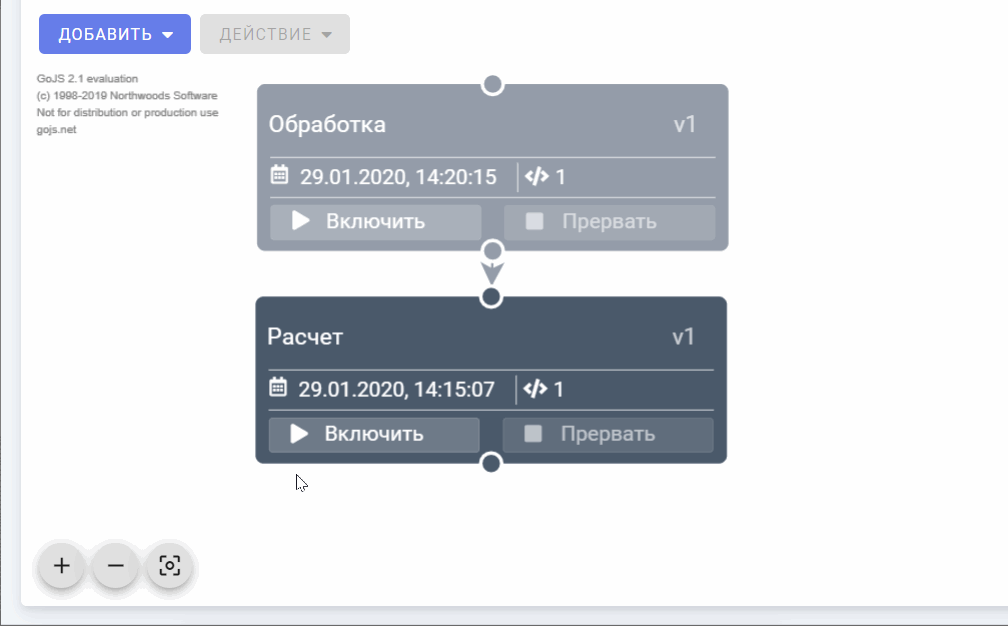 ДОБАВИТЬ ДЕЙСТВИЕ
GoJS 2.1 evaluation
(c) 1998-2019 Northwoods Software
Not for distribution or production use
gojs.net
Обработка v1
29.01.2020, 14:20:15 </> 1
Включить Прервать
Расчет v1
29.01.2020, 14:15:07 </> 1
Включить Прервать